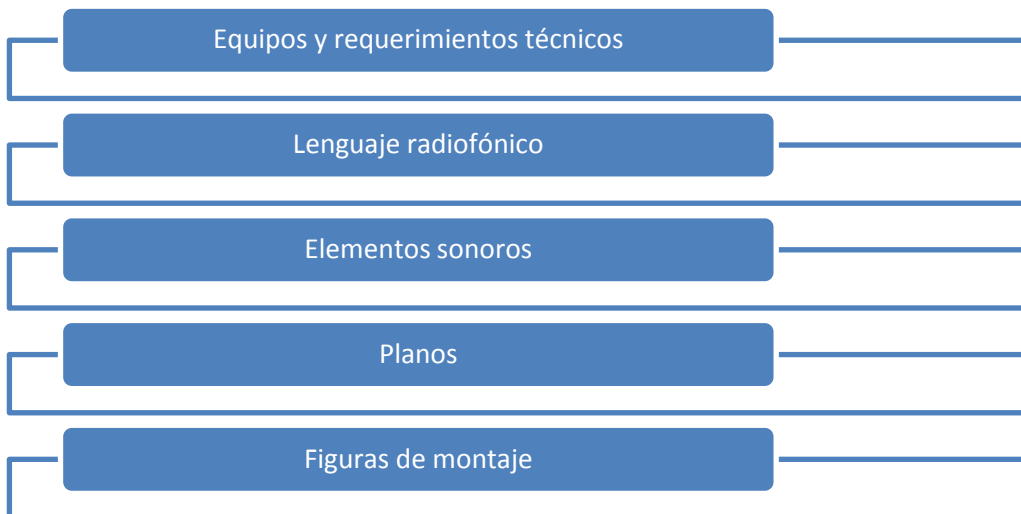 Equipos y requerimientos técnicos
Lenguaje radiofónico
Elementos sonoros
Planos
Figuras de montaje